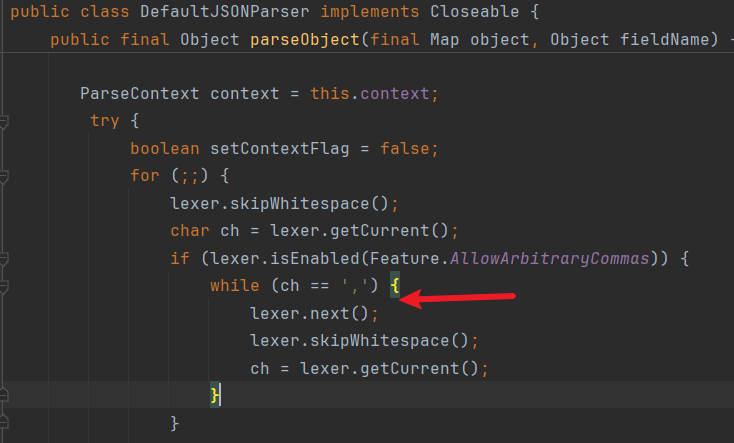 public class DefaultJSONParser implements Closeable {
public final Object parseObject(final Map object, Object fieldName)
ParseContext context = this.context;
try {
boolean setContextFlag = false;
for (;;) {
lexer.skipWhitespace();
char ch = lexer.getCurrent();
if (lexer.isEnabled(Feature.AllowArbitraryCommas)) {
while (ch == ',') {
lexer.next();
lexer.skipWhitespace();
ch = lexer.getCurrent();
}
}